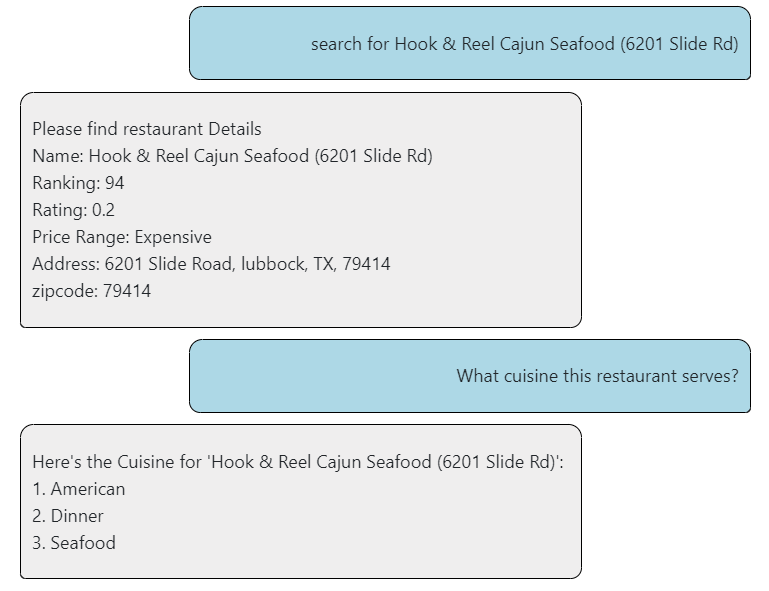 search for Hook & Reel Cajun Seafood (6201 Slide Rd)
Please find restaurant Details
Name: Hook & Reel Cajun Seafood (6201 Slide Rd)
Ranking: 94
Rating: 0.2
Price Range: Expensive
Address: 6201 Slide Road, lubbock, TX, 79414
zipcode: 79414
What cuisine this restaurant serves?
Here's the Cuisine for 'Hook & Reel Cajun Seafood (6201 Slide Rd)':
1. American
2. Dinner
3. Seafood